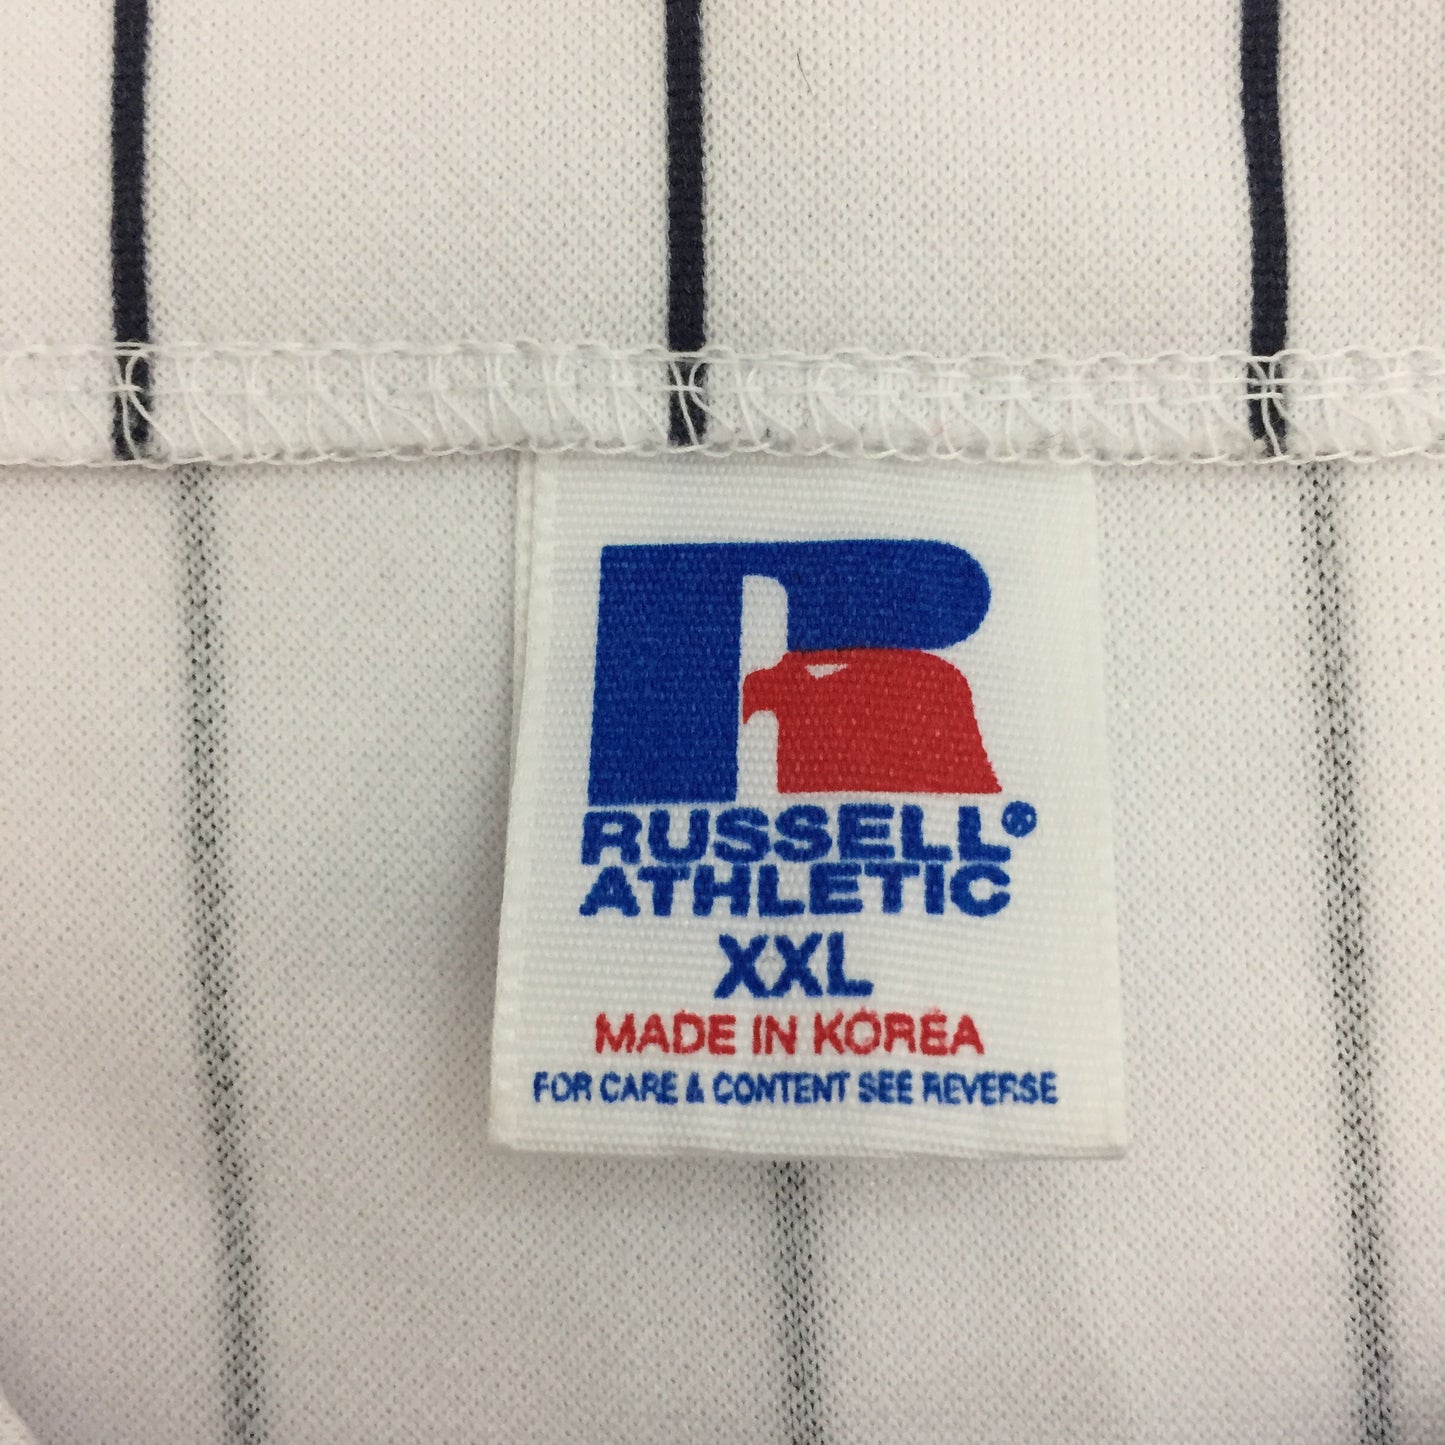 RUSSELL®
ATHLETIC
XXL
MADE IN KOREA
FOR CARE & CONTENT SEE REVERSE